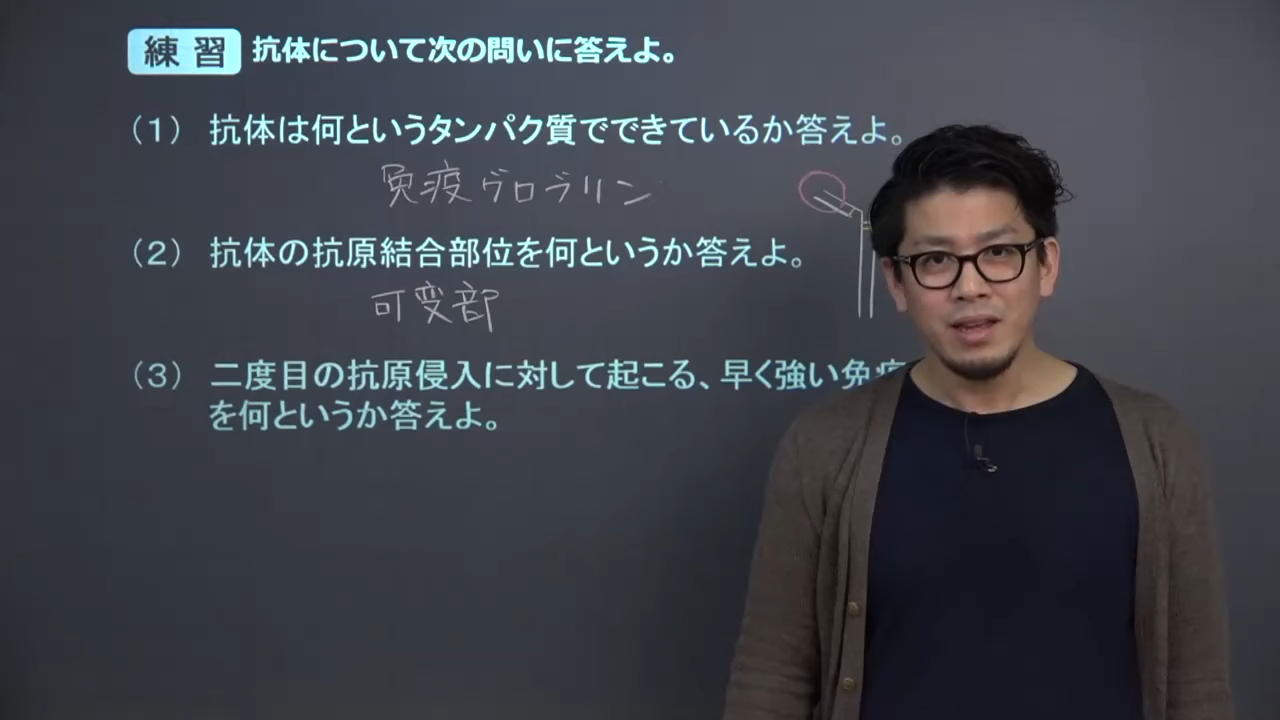 練習 抗体について次の問いに答えよ。
(1) 抗体は何というタンパク質でできているか答えよ。
免疫グロブリン
(2) 抗体の抗原結合部位を何というか答えよ。
可変部
(3) 二度目の抗原侵入に対して起こる、早く強い免疫
を何というか答えよ。